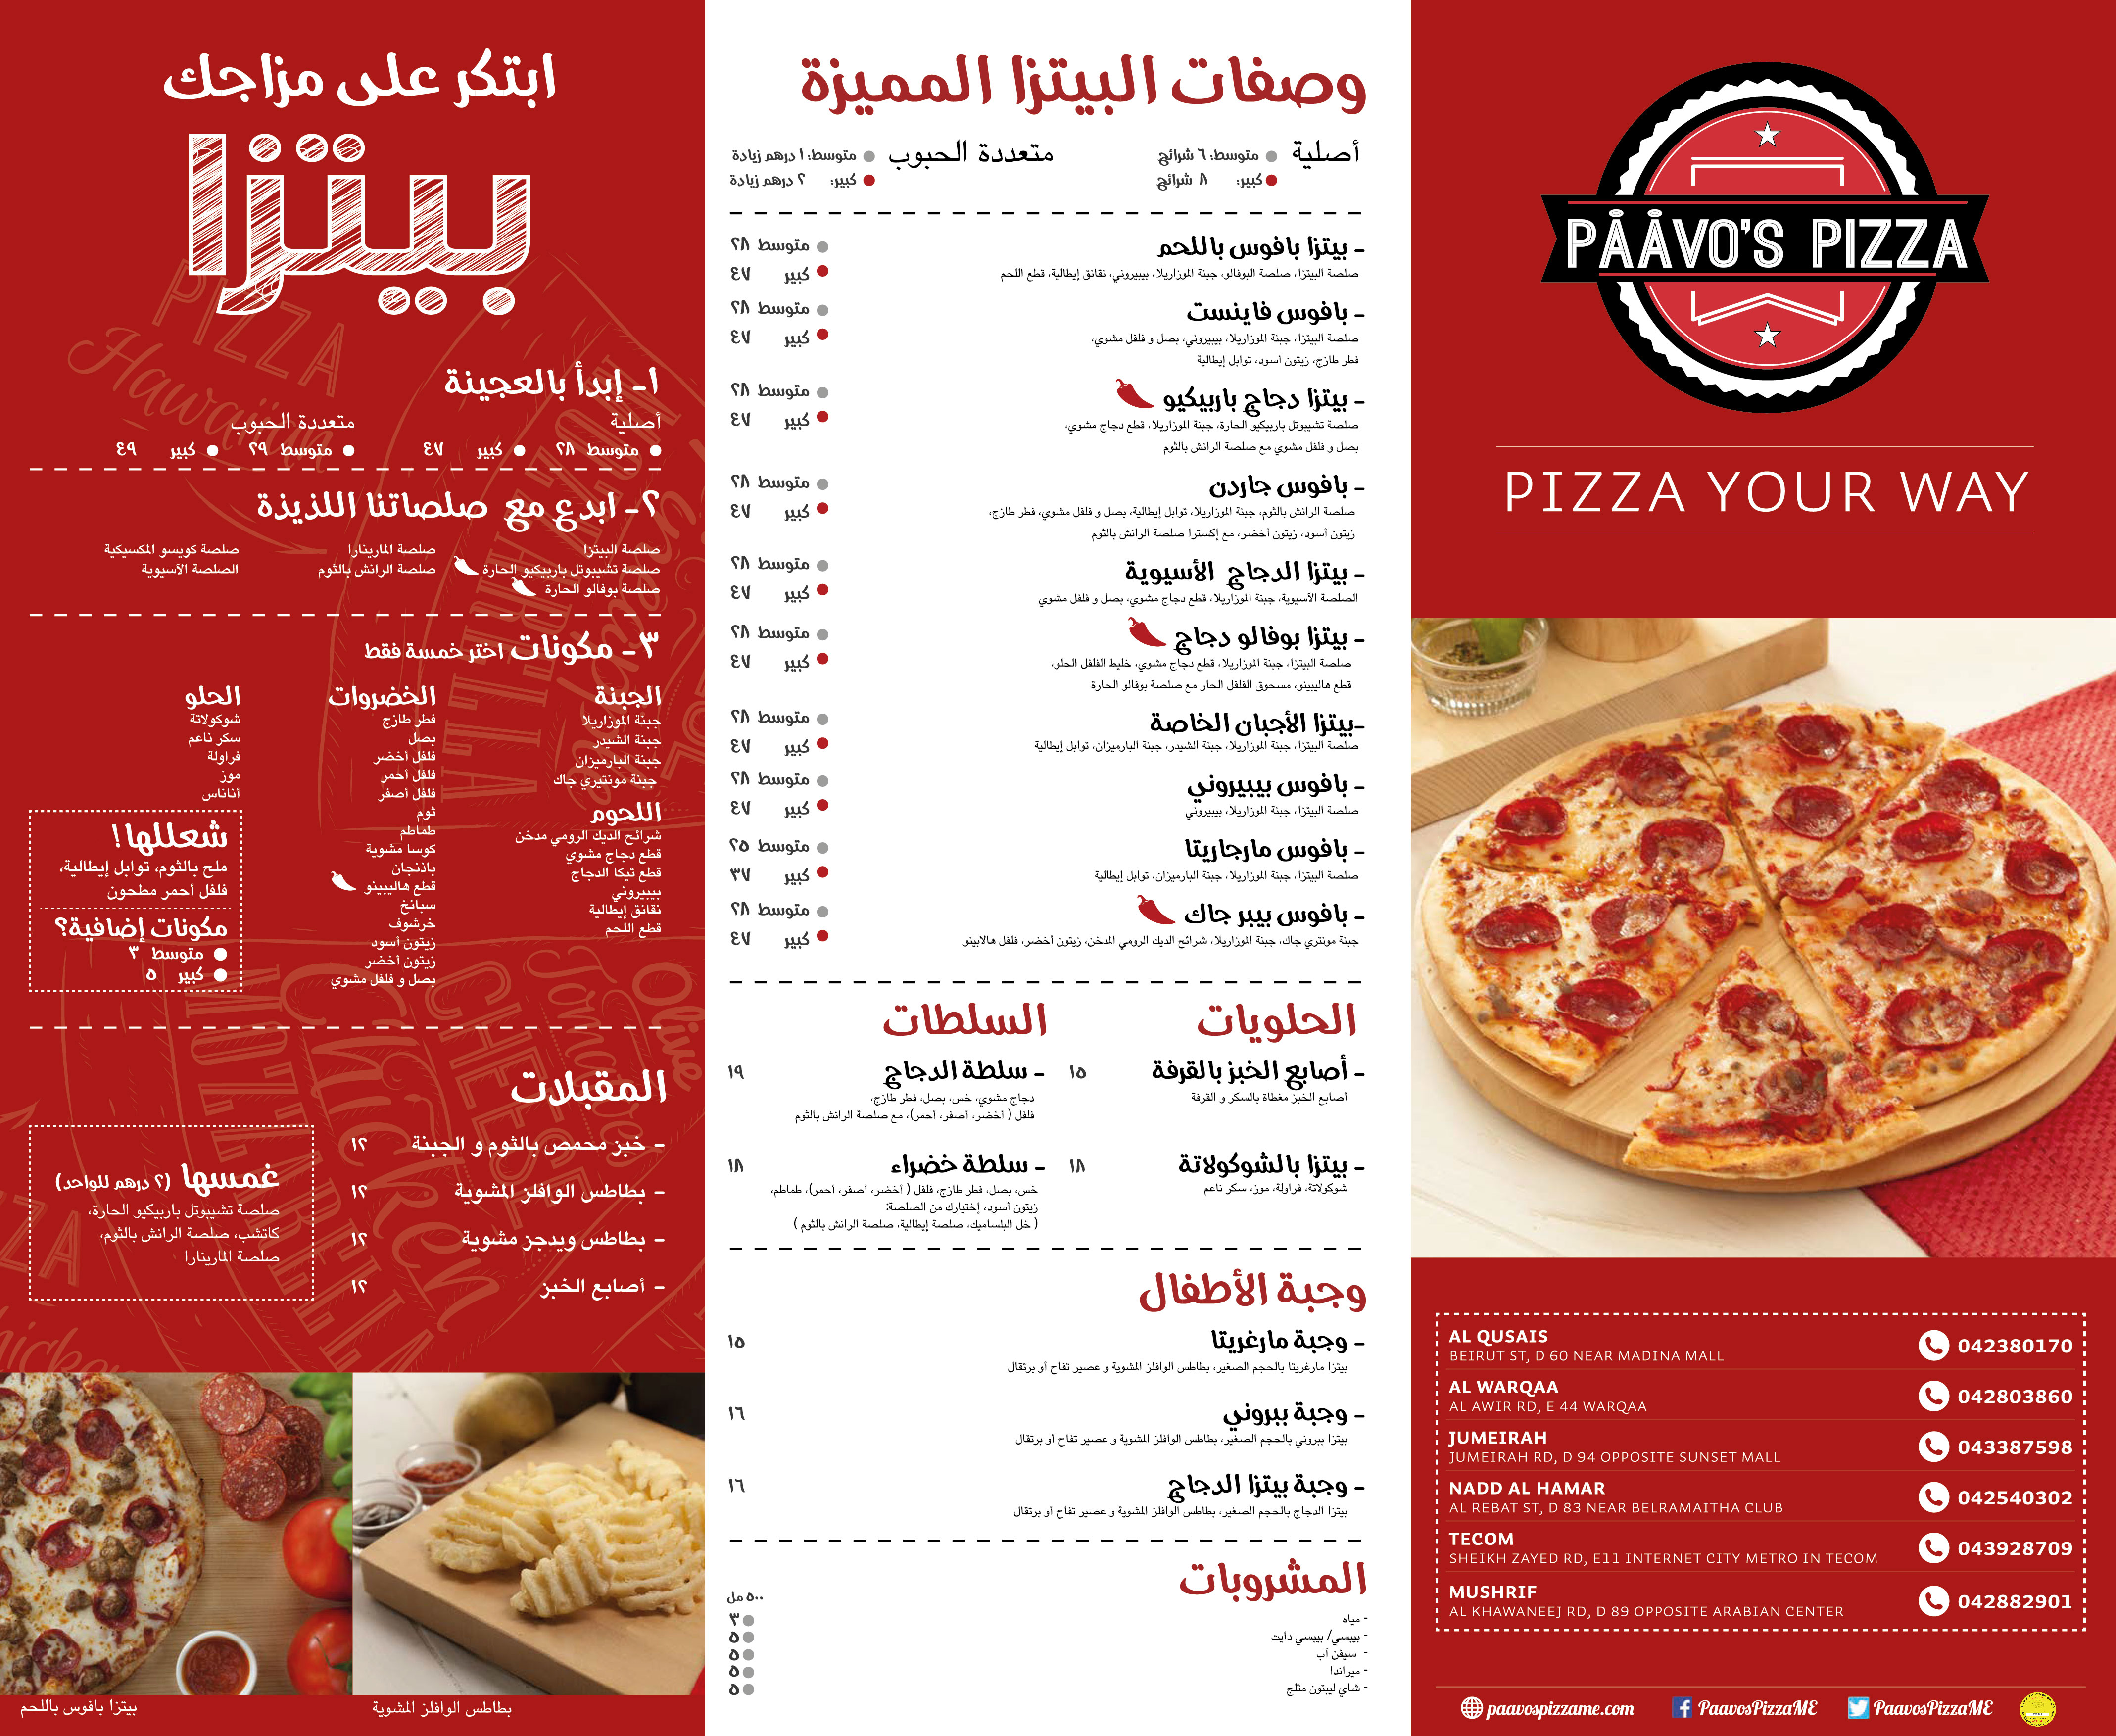 PÅÅVO'S PIZZA
PIZZA YOUR WAY
AL QUSAIS
BEIRUT ST, D 60 NEAR MADINA MALL
042380170
AL WARQAA
AL AWIR RD, E 44 WARQAA
042803860
JUMEIRAH
JUMEIRAH RD, D 94 OPPOSITE SUNSET MALL
043387598
NADD AL HAMAR
AL REBAT ST, D 83 NEAR BELRAMAITHA CLUB
042540302
TECOM
SHEIKH ZAYED RD, E11 INTERNET CITY METRO IN TECOM
043928709
MUSHRIF
AL KHAWANEEJ RD, D 89 OPPOSITE ARABIAN CENTER
042882901
paavospizzame.com
PaavosPizzaME
PaavosPizzaME
وصفات البيتزا المميزة
أصلية
متوسط: ٦ شرائح
كبير: ٨ شرائح
متعددة الحبوب
متوسط: ١ درهم زيادة
كبير: ٢ درهم زيادة
- بيتزا بافوس باللحم
متوسط ٢٨
صلصة البيتزا، صلصة البوفالو، جبنة الموزاريلا، بيبيروني، نقانق إيطالية، قطع اللحم
كبير ٤٧
- بافوس فاينست
متوسط ٢٨
صلصة البيتزا، جبنة الموزاريلا، بيبيروني، بصل و فلفل مشوي،
كبير ٤٧
فطر طازج، زيتون أسود، توابل إيطالية
- بيتزا دجاج باربيكيو
متوسط ٢٨
صلصة تشيبوتل باربيكيو الحارة، جبنة الموزاريلا، قطع دجاج مشوي،
كبير ٤٧
بصل و فلفل مشوي مع صلصة الرانش بالثوم
- بافوس جاردن
متوسط ٢٨
صلصة الرانش بالثوم، جبنة الموزاريلا، توابل إيطالية، بصل و فلفل مشوي، فطر طازج،
كبير ٤٧
زيتون أسود، زيتون أخضر، مع إكسترا صلصة الرانش بالثوم
- بيتزا الدجاج الأسيوية
متوسط ٢٨
الصلصة الآسيوية، جبنة الموزاريلا، قطع دجاج مشوي، بصل و فلفل مشوي
كبير ٤٧
- بيتزا بوفالو دجاج
متوسط ٢٨
صلصة البيتزا، جبنة الموزاريلا، قطع دجاج مشوي، خليط الفلفل الحلو،
كبير ٤٧
قطع هاليبينو، مسحوق الفلفل الحار مع صلصة بوفالو الحارة
-بيتزا الأجبان الخاصة
متوسط ٢٨
صلصة البيتزا، جبنة الموزاريلا، جبنة الشيدر، جبنة البارميزان، توابل إيطالية
كبير ٤٧
- بافوس بيبيروني
متوسط ٢٨
صلصة البيتزا، جبنة الموزاريلا، بيبيروني
كبير ٤٧
- بافوس مارجاريتا
متوسط ٢٥
صلصة البيتزا، جبنة الموزاريلا، جبنة البارميزان، توابل إيطالية
كبير ٣٧
- بافوس بيبر جاك
متوسط ٢٨
جبنة مونتري جاك، جبنة الموزاريلا، شرائح الديك الرومي المدخن، زيتون أخضر، فلفل هالابينو
كبير ٤٧
الحلويات
- أصابع الخبز بالقرفة ١٥
أصابع الخبز مغطاة بالسكر و القرفة
- بيتزا بالشوكولاتة ١٨
شوكولاتة، فراولة، موز، سكر ناعم
السلطات
- سلطة الدجاج ١٩
دجاج مشوي، خس، بصل، فطر طازج،
فلفل ( أخضر، أصفر، أحمر)، مع صلصة الرانش بالثوم
- سلطة خضراء ١٨
خس، بصل، فطر طازج، فلفل ( أخضر، أصفر، أحمر)، طماطم،
زيتون أسود، إختيارك من الصلصة:
( خل البلساميك، صلصة إيطالية، صلصة الرانش بالثوم )
وجبة الأطفال
- وجبة مارغريتا ١٥
بيتزا مارغريتا بالحجم الصغير، بطاطس الوافلز المشوية و عصير تفاح أو برتقال
- وجبة ببروني ١٦
بيتزا ببروني بالحجم الصغير، بطاطس الوافلز المشوية و عصير تفاح أو برتقال
- وجبة بيتزا الدجاج ١٦
بيتزا الدجاج بالحجم الصغير، بطاطس الوافلز المشوية و عصير تفاح أو برتقال
المشروبات
٥٠٠ مل
- مياه ٣
- بيبسي/ بيبسي دايت ٥
- سيفن أب ٥
- ميراندا ٥
- شاي ليبتون مثلج ٥
ابتكر على مزاجك
بيتزا
١- إبدأ بالعجينة
أصلية
متوسط ٢٨ كبير ٤٧
متعددة الحبوب
متوسط ٢٩ كبير ٤٩
٢- ابدع مع صلصاتنا اللذيذة
صلصة البيتزا
صلصة تشيبوتل باربيكيو الحارة
صلصة بوفالو الحارة
صلصة المارينارا
صلصة الرانش بالثوم
صلصة كويسو المكسيكية
الصلصة الآسيوية
٣- مكونات اختر خمسة فقط
الجبنة
جبنة الموزاريلا
جبنة الشيدر
جبنة البارميزان
جبنة مونتيري جاك
اللحوم
شرائح الديك الرومي مدخن
قطع دجاج مشوي
قطع تيكا الدجاج
بيبيروني
نقانق إيطالية
قطع اللحم
الخضروات
فطر طازج
بصل
فلفل أخضر
فلفل أحمر
فلفل أصفر
ثوم
طماطم
كوسا مشوية
باذنجان
قطع هاليبينو
سبانخ
خرشوف
زيتون أسود
زيتون أخضر
بصل و فلفل مشوي
الحلو
شوكولاتة
سكر ناعم
فراولة
موز
أناناس
شعللها!
ملح بالثوم، توابل إيطالية،
فلفل أحمر مطحون
مكونات إضافية؟
متوسط ٣
كبير ٥
المقبلات
- خبز محمص بالثوم و الجبنة ١٢
- بطاطس الوافلز المشوية ١٢
- بطاطس ويدجز مشوية ١٢
- أصابع الخبز ١٢
غمسها (٢ درهم للواحد)
صلصة تشيبوتل باربيكيو الحارة،
كاتشب، صلصة الرانش بالثوم،
صلصة المارينارا
بيتزا بافوس باللحم
بطاطس الوافلز المشوية